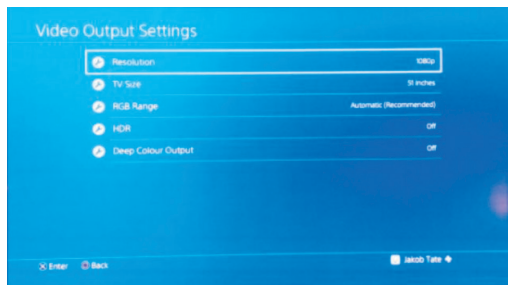 Video Output Settings
Resolution 1080p
TV Size 51 inches
RGB Range Automatic (Recommended)
HDR Off
Deep Colour Output Off
Enter Back Jakob Tate